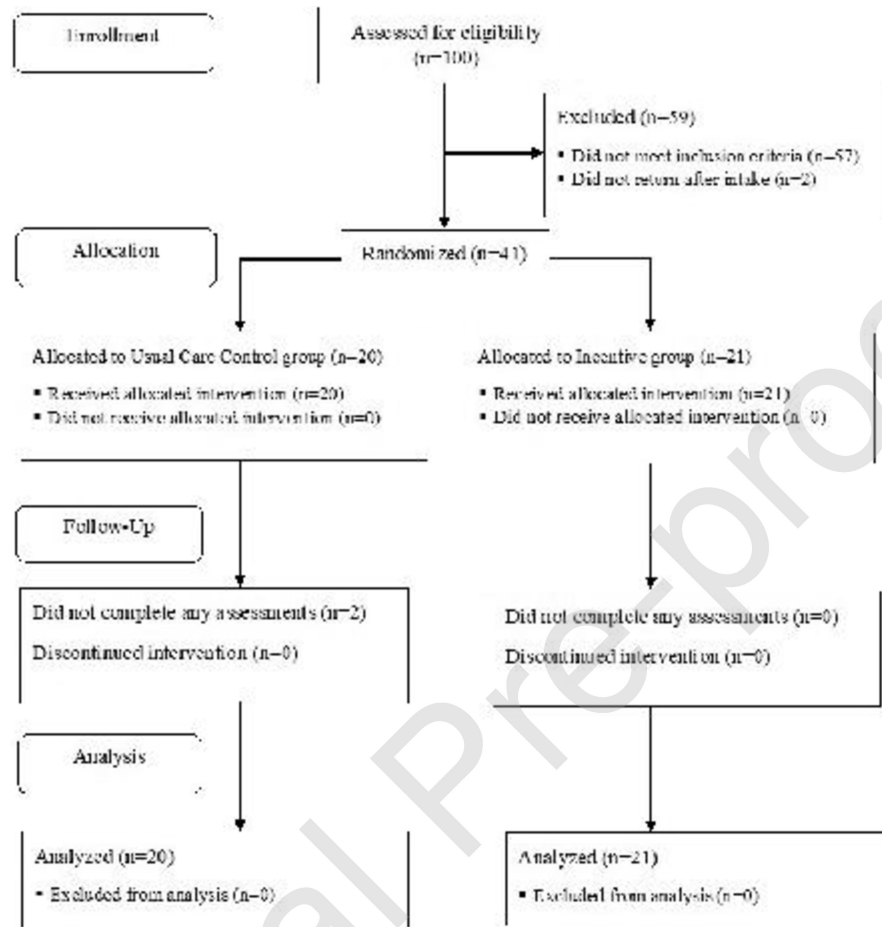 Enrollment
Assessed for eligibility
(n=100)
Excluded (n=59)
▪ Did not meet inclusion criteria (n=57)
▪ Did not return after intake (n=2)
Allocation
Randomized (n=41)
Allocated to Usual Care Control group (n=20)
▪ Received allocated intervention (n=20)
▪ Did not receive allocated intervention (n=0)
Allocated to Incentive group (n=21)
▪ Received allocated intervention (n=21)
▪ Did not receive allocated intervention (n=0)
Follow-Up
Did not complete any assessments (n=2)
Discontinued intervention (n=0)
Did not complete any assessments (n=0)
Discontinued intervention (n=0)
Analysis
Analyzed (n=20)
▪ Excluded from analysis (n=0)
Analyzed (n=21)
▪ Excluded from analysis (n=0)
al Pre-proo